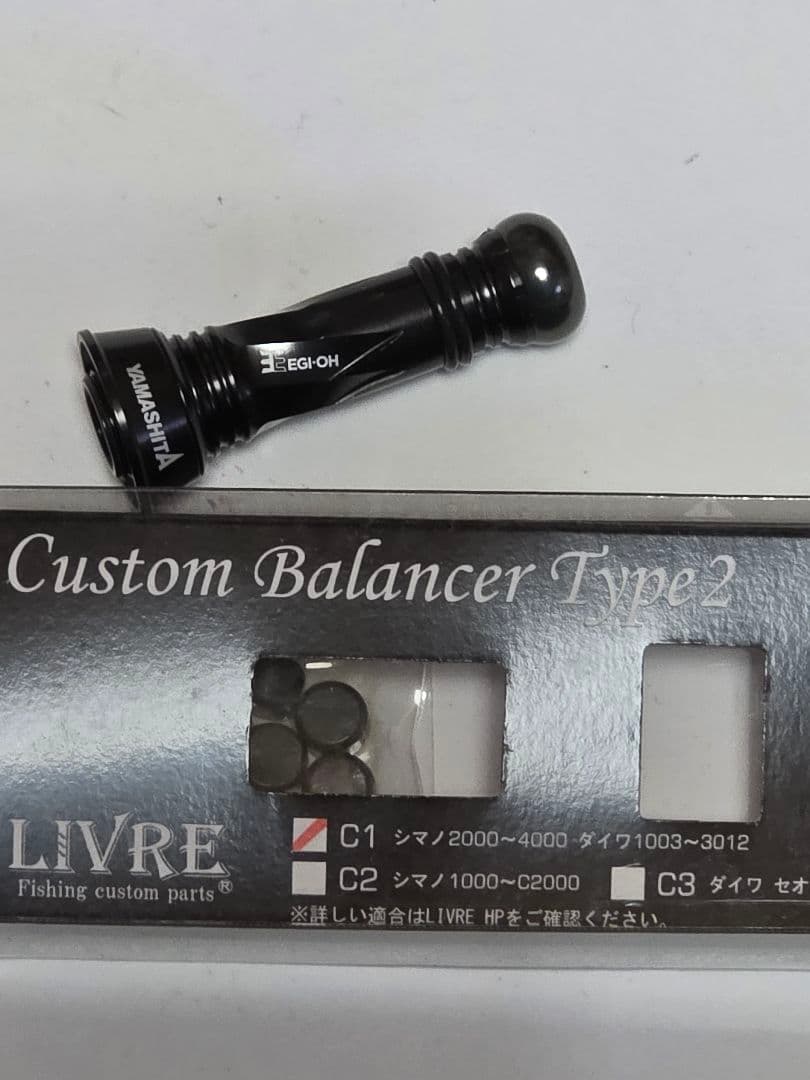 EGI-OH
YAMASHITA
Custom Balancer Type2
LIVRE
Fishing custom parts®
C1 シマノ2000～4000 ダイワ1003～3012
C2 シマノ1000～C2000 C3 ダイワ セオ
※詳しい適合はLIVRE HPをご確認ください。